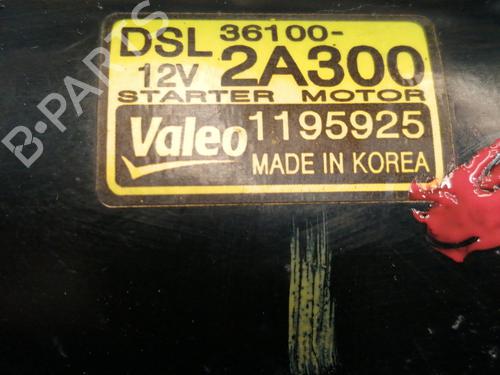 DSL 36100-
12V 2A300
STARTER MOTOR
Valeo 1195925
MADE IN KOREA
B-Parts